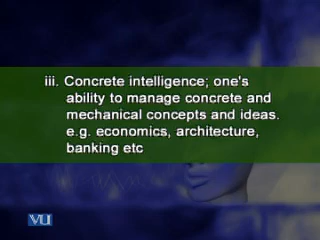 iii. Concrete intelligence; one's
ability to manage concrete and
mechanical concepts and ideas.
e.g. economics, architecture,
banking etc
VU